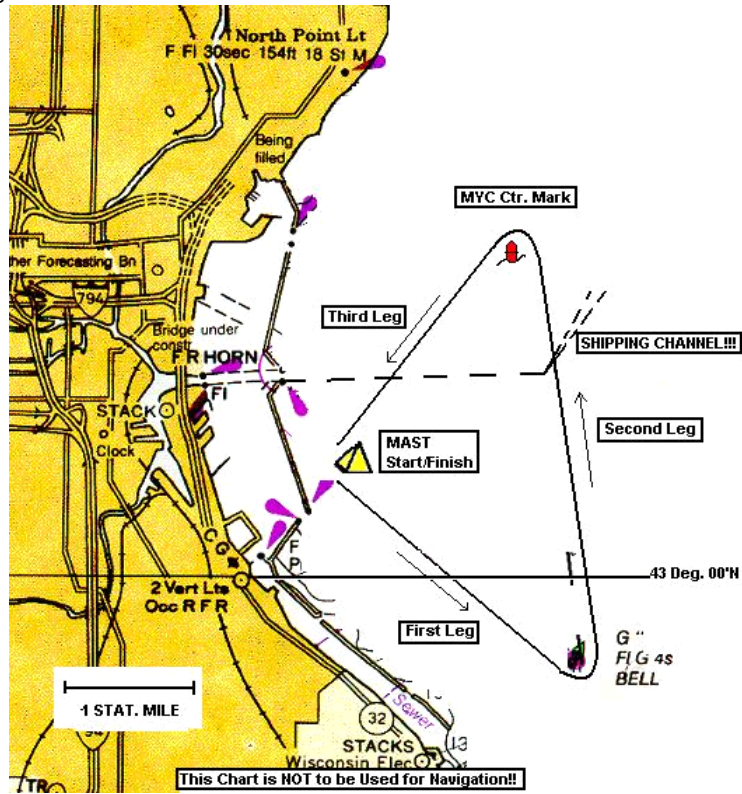 North Point Lt
F Fl 30sec 154ft 18 St M
Being
filled
MYC Ctr. Mark
ther Forecasting Bn
794
Third Leg
Bridge under
constr
SHIPPING CHANNEL!!!
F R HORN
Fl
STACK
Clock
MAST
Start/Finish
Second Leg
C G
F
43 Deg. 00'N
2 Vert Lts
Occ R F R
First Leg
G "
Fl G 4s
BELL
1 STAT. MILE
Sewer
32
94
STACKS
Wisconsin Elec
13
This Chart is NOT to be Used for Navigation!!
TR